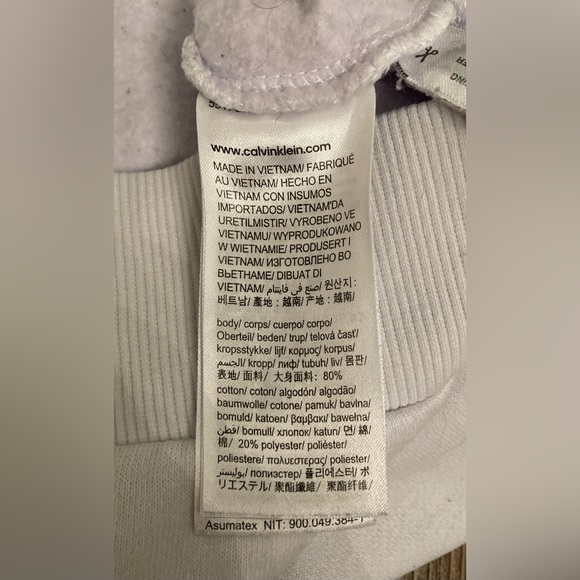 www.calvinklein.com
MADE IN VIETNAM/ FABRIQUÉ
AU VIETNAM/ HECHO EN
VIETNAM CON INSUMOS
IMPORTADOS/ VIETNAM'DA
URETILMISTIR/ VYROBENO VE
VIETNAMU/ WYPRODUKOWANO
W WIETNAMIE/ PRODUSERT I
VIETNAM/ ИЗГОТОВЛЕНО ВО
ВЬЕТНАМЕ/ DIBUAT DI
VIETNAM/ صنع في فايتنام/ 원산지 :
베트남/ 產地 : 越南/ 产地 : 越南/
body/ corps/ cuerpo/ corpo/
Oberteil/ beden/ trup/ telová časť/
kropsstykke/ lijf/ κορμος/ korpus/
الجسم/ kropp/ лиф/ tubuh/ liv/ 몸판/
表地/ 面料/ 大身面料: 80%
cotton/ coton/ algodón/ algodão/
baumwolle/ cotone/ pamuk/ bavlna/
bomuld/ katoen/ βαμβακι/ bawełna/
قطن/ bomull/ хлопок/ katun/ 면/ 綿/
棉/ 20% polyester/ poliéster/
poliestere/ πολυεστερας/ poliester/
بوليستر/ полиэстер/ 폴리에스터/ ポ
リエステル/ 聚酯纖維/ 聚酯纤维/
Asumatex NIT: 900.049.384-1